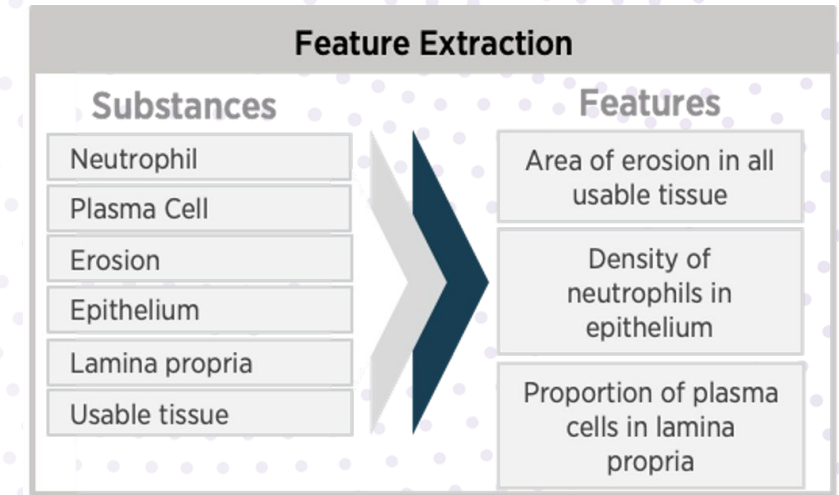 Feature Extraction
Substances
Neutrophil
Plasma Cell
Erosion
Epithelium
Lamina propria
Usable tissue
Features
Area of erosion in all
usable tissue
Density of
neutrophils in
epithelium
Proportion of plasma
cells in lamina
propria